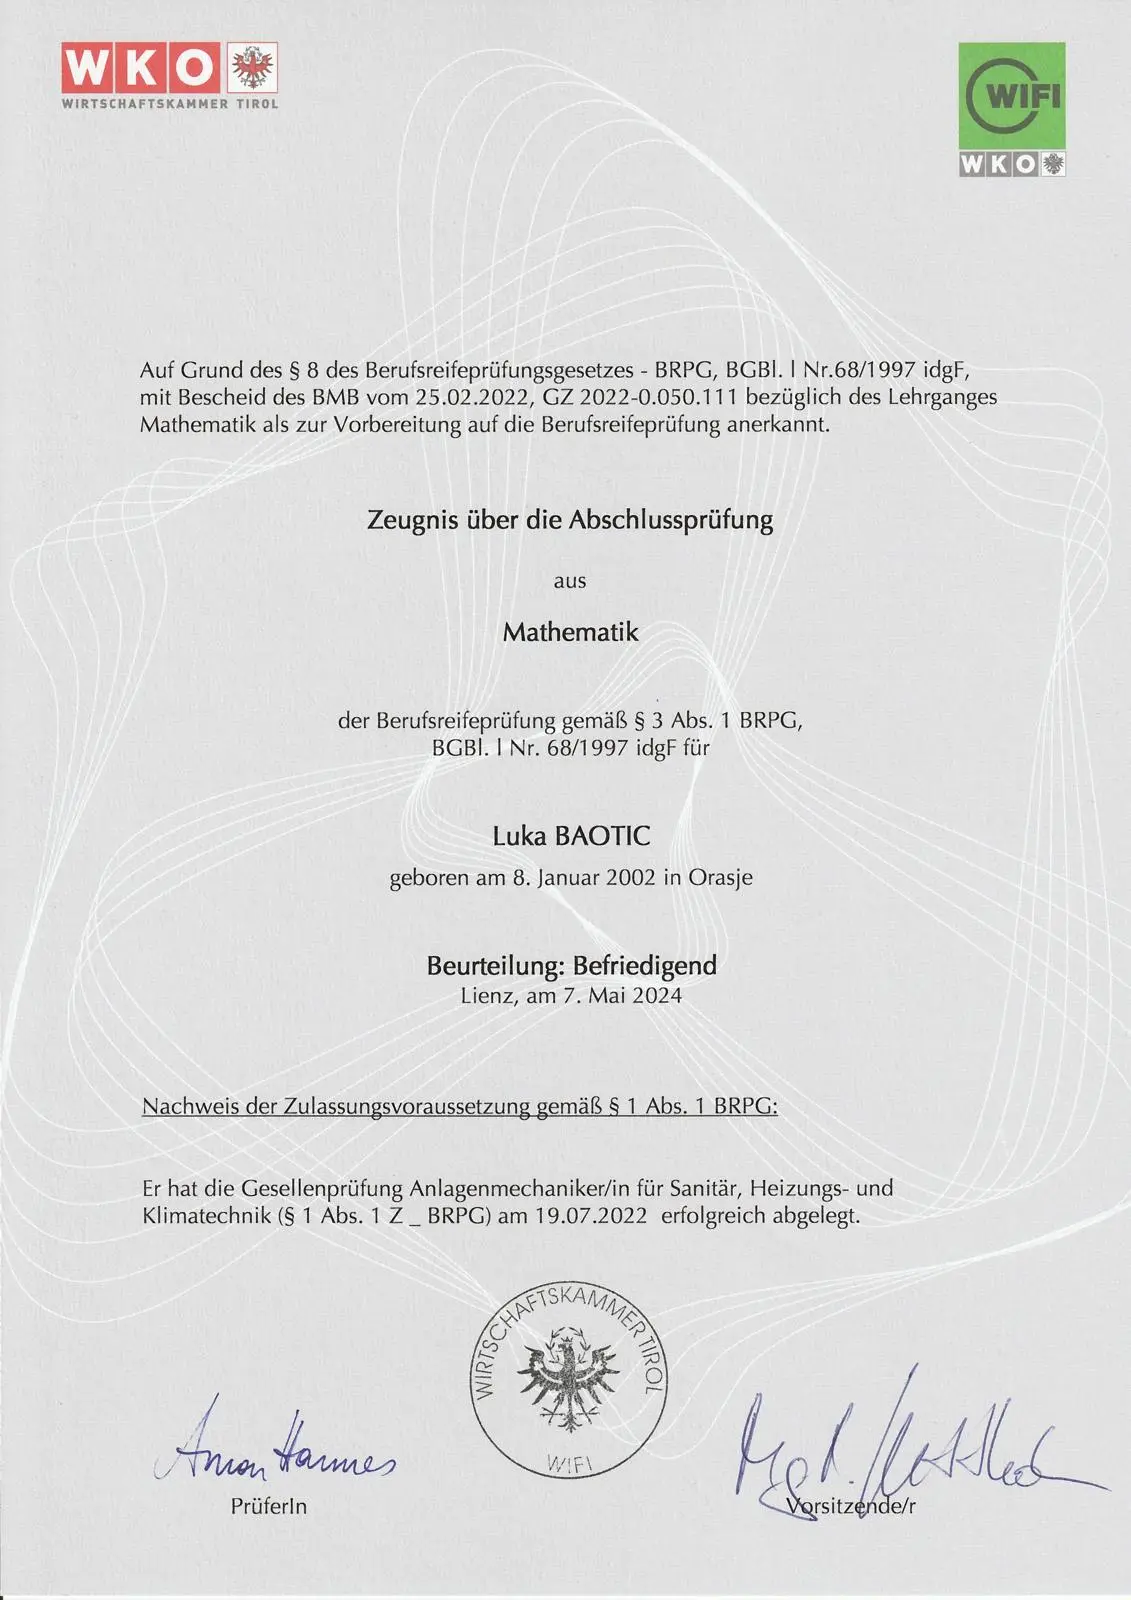 WKO
WIRTSCHAFTSKAMMER TIROL
WIFI
WKO
Auf Grund des § 8 des Berufsreifeprüfungsgesetzes - BRPG, BGBl. I Nr.68/1997 idgF,
mit Bescheid des BMB vom 25.02.2022, GZ 2022-0.050.111 bezüglich des Lehrganges
Mathematik als zur Vorbereitung auf die Berufsreifeprüfung anerkannt.
Zeugnis über die Abschlussprüfung
aus
Mathematik
der Berufsreifeprüfung gemäß § 3 Abs. 1 BRPG,
BGBl. I Nr. 68/1997 idgF für
Luka BAOTIC
geboren am 8. Januar 2002 in Orasje
Beurteilung: Befriedigend
Lienz, am 7. Mai 2024
Nachweis der Zulassungsvoraussetzung gemäß § 1 Abs. 1 BRPG:
Er hat die Gesellenprüfung Anlagenmechaniker/in für Sanitär, Heizungs- und
Klimatechnik (§ 1 Abs. 1 Z _ BRPG) am 19.07.2022 erfolgreich abgelegt.
WIRTSCHAFTSKAMMER TIROL
WIFI
Hannes
PrüferIn
Vorsitzende/r